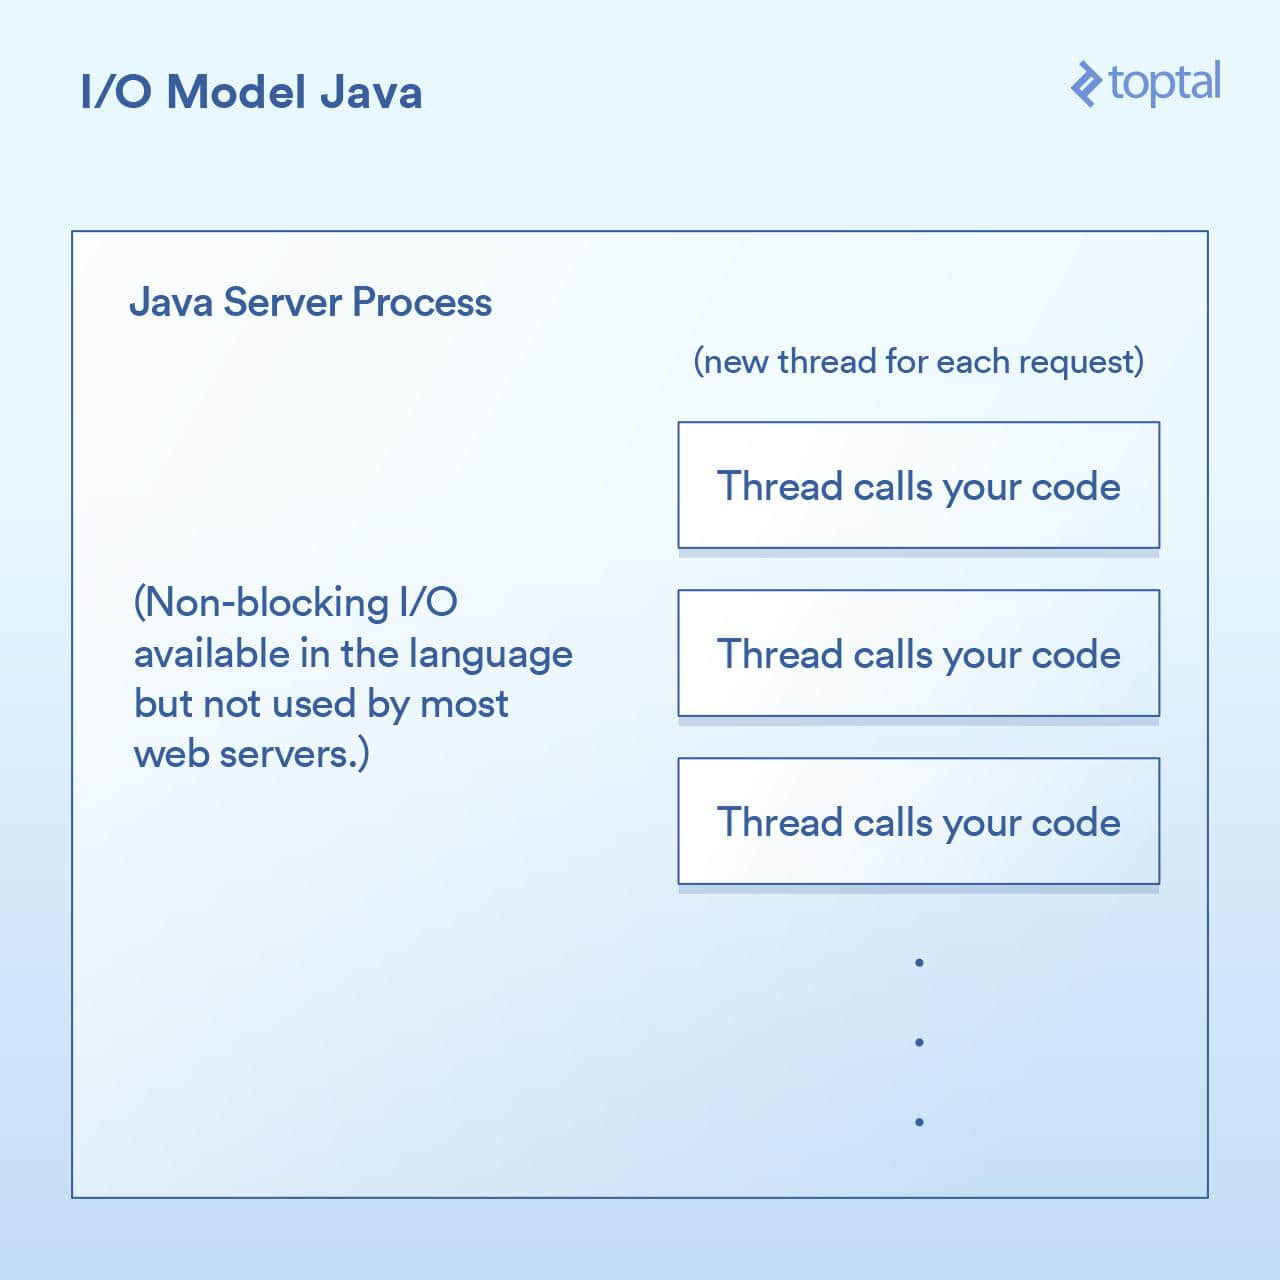 I/O Model Java
toptal
Java Server Process
(new thread for each request)
Thread calls your code
(Non-blocking I/O
available in the language
but not used by most
web servers.)
Thread calls your code
Thread calls your code